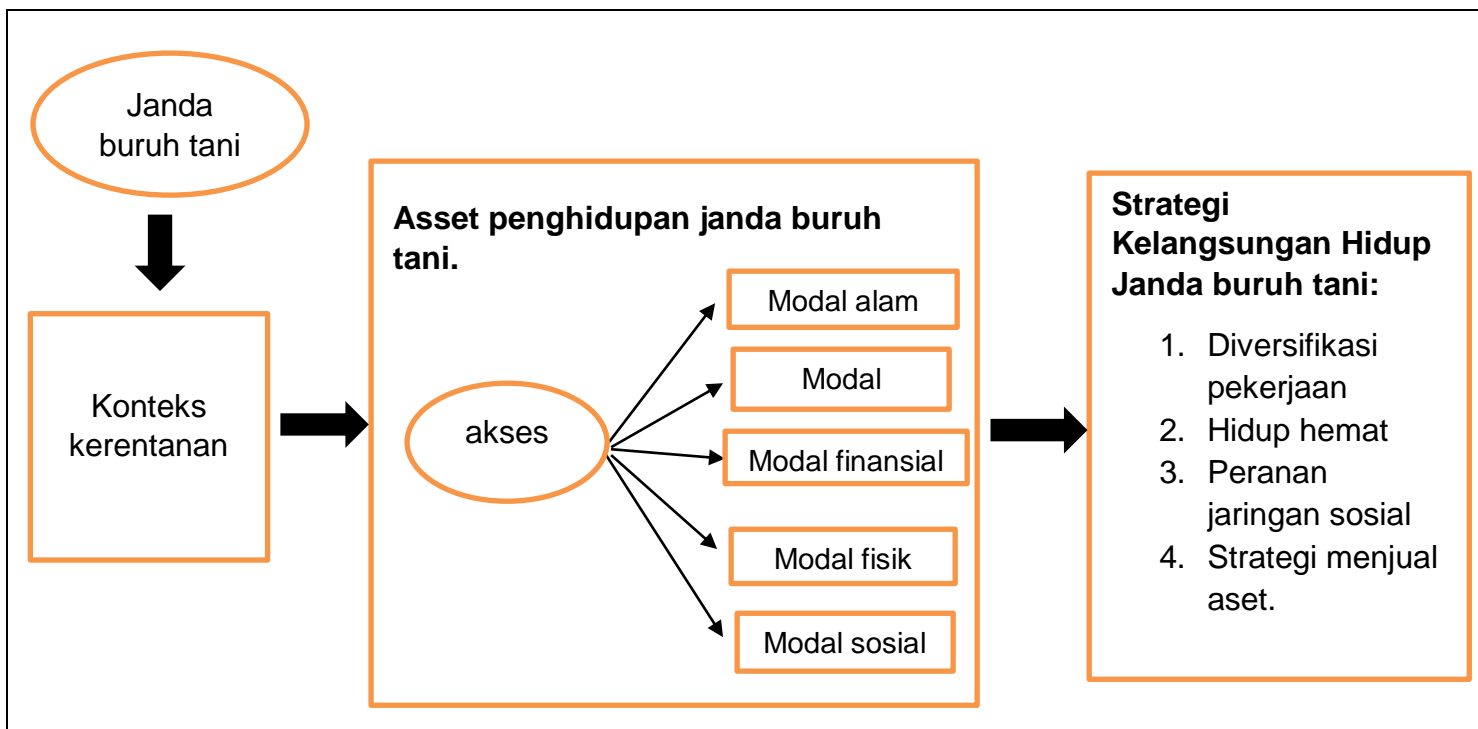 Janda
buruh tani
Konteks
kerentanan
Asset penghidupan janda buruh
tani.
akses
Modal alam
Modal
Modal finansial
Modal fisik
Modal sosial
Strategi
Kelangsungan Hidup
Janda buruh tani:
1. Diversifikasi
pekerjaan
2. Hidup hemat
3. Peranan
jaringan sosial
4. Strategi menjual
aset.